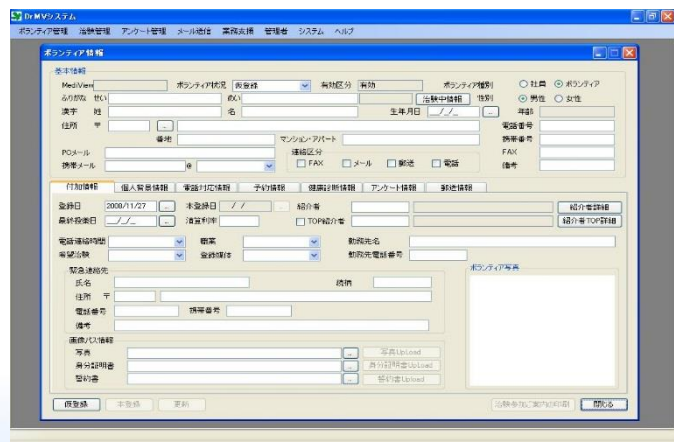 DrMVシステム
ボランティア管理 治験管理 アンケート管理 メール送信 業務支援 管理者 システム ヘルプ
ボランティア情報
基本情報
MediView ボランティア状況 仮登録 有効区分 有効 ボランティア種別 社員 ボランティア
ふりがな せい めい 治験中情報 性別 男性 女性
漢字 姓 名 生年月日 _/_/_ 年齢
住所 〒 ... 電話番号
番地 マンション・アパート 携帯番号
PCメール 連絡区分 FAX
携帯メール @ FAX メール 郵送 電話 備考
付加情報 個人背景情報 電話対応情報 予約情報 健康診断情報 アンケート情報 郵送情報
登録日 2008/11/27 ... 本登録日 / / ... 紹介者 紹介者詳細
最終投薬日 _/_/_ ... 消費利率 TOP紹介者 紹介者TOP詳細
電話連絡時間 職業 勤務先名
希望治験 登録媒体 勤務先電話番号
緊急連絡先 ボランティア写真
氏名 続柄
住所 〒
電話番号 携帯番号
備考
画像パス情報
写真 ... 写真Upload
身分証明書 ... 身分証明書Upload
誓約書 ... 誓約書Upload
仮登録 本登録 更新 治験参加ご案内の印刷 閉じる